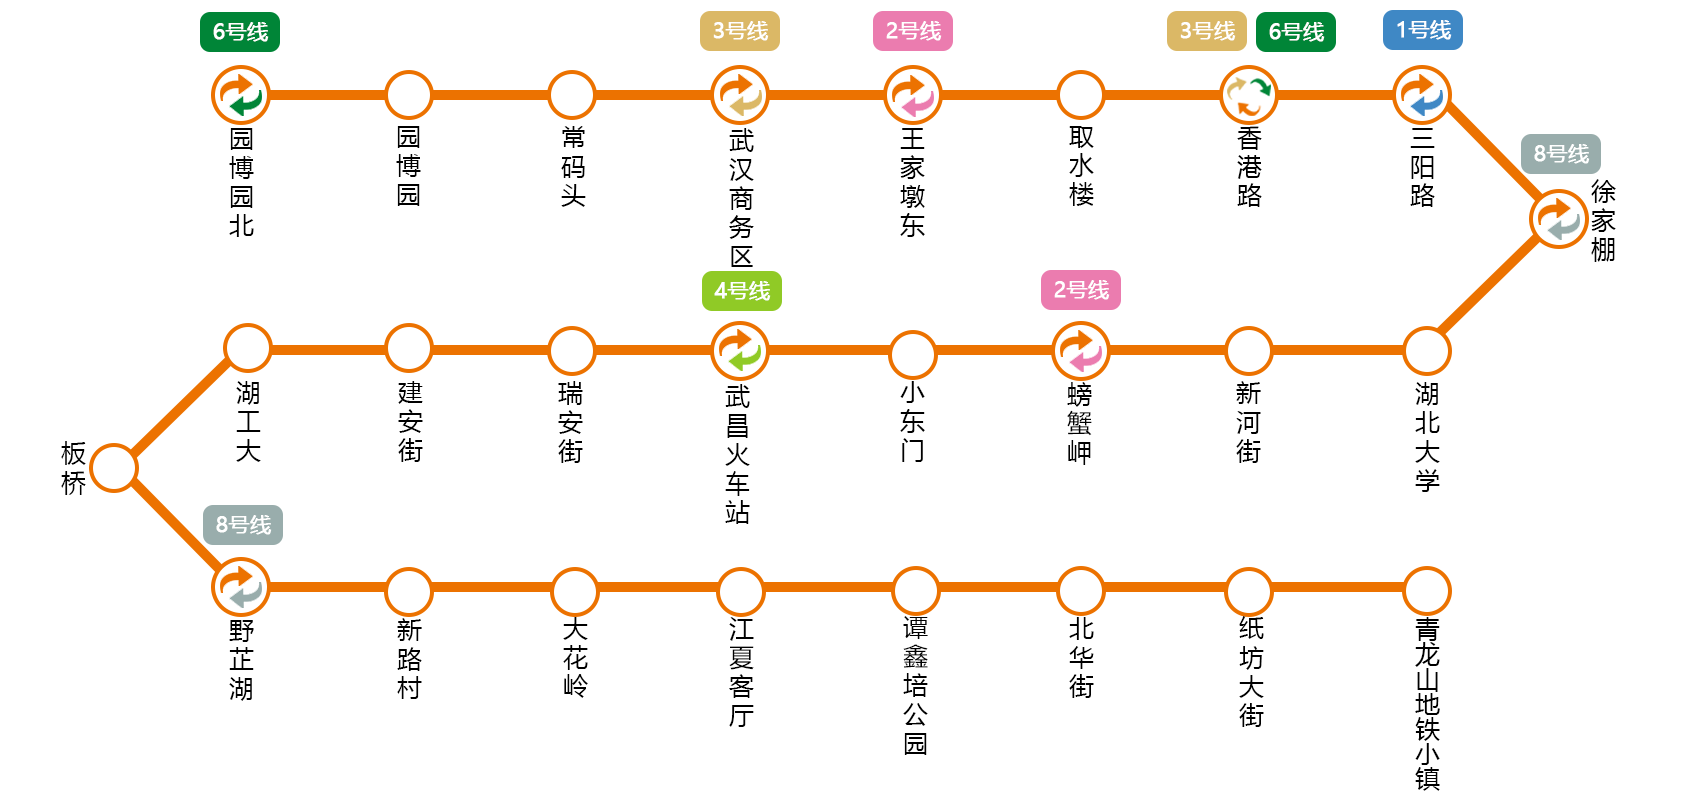 6号线
3号线
2号线
3号线
6号线
1号线
8号线
园博园北
园博园
常码头
武汉商务区
王家墩东
取水楼
香港路
三阳路
徐家棚
4号线
2号线
湖工大
建安街
瑞安街
武昌火车站
小东门
螃蟹岬
新河街
湖北大学
板桥
8号线
野芷湖
新路村
大花岭
江夏客厅
谭鑫培公园
北华街
纸坊大街
青龙山地铁小镇